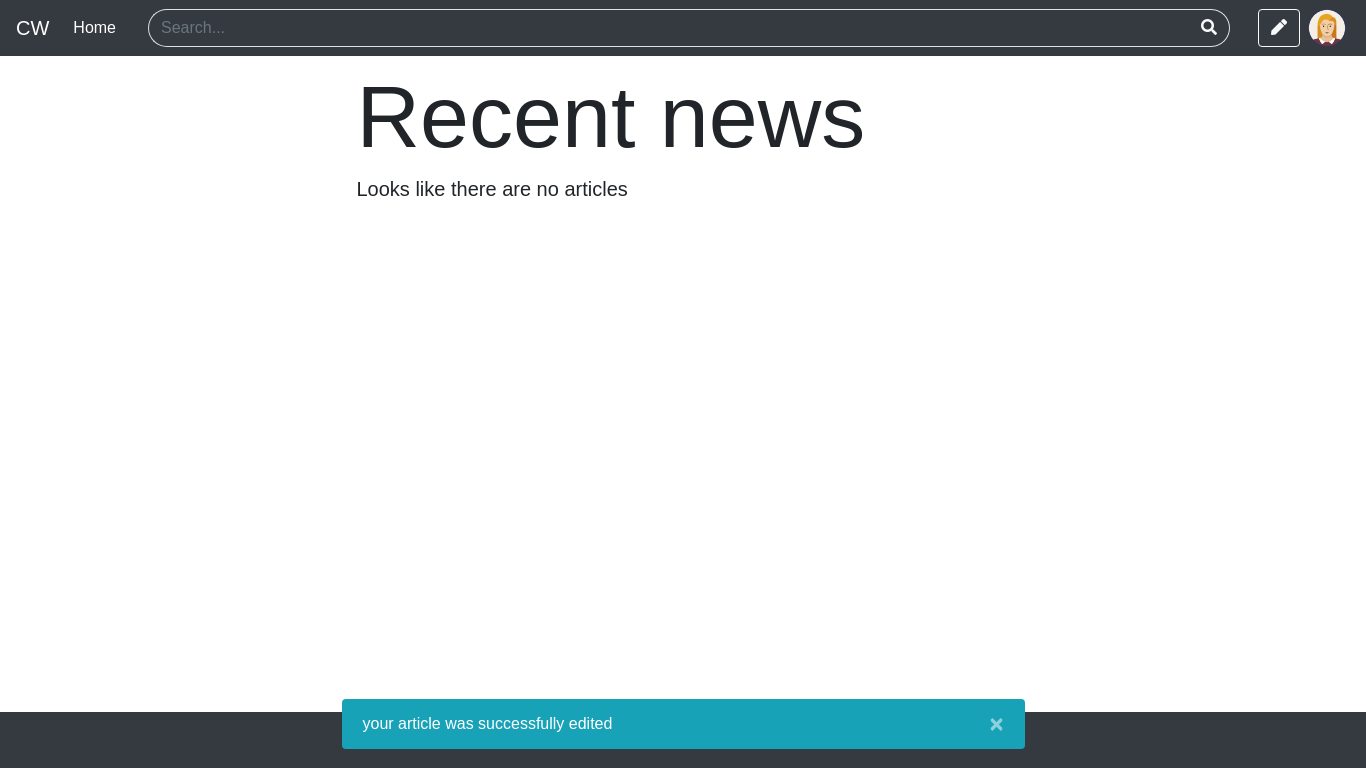 CW Home Search...
Recent news
Looks like there are no articles
your article was successfully edited ×